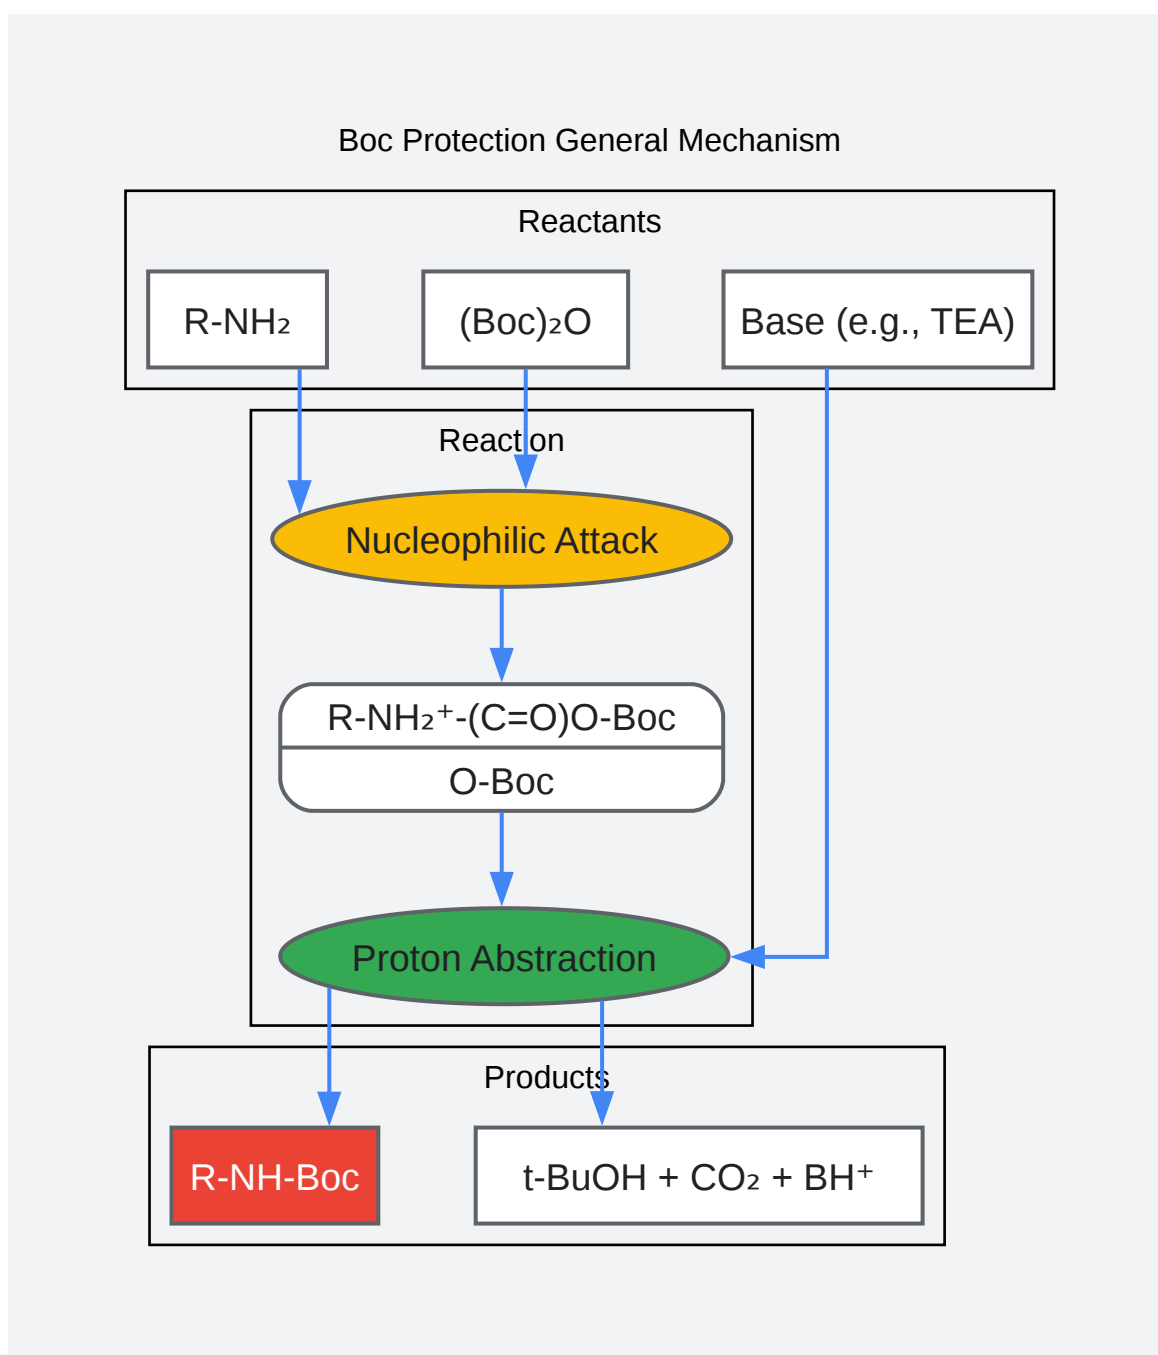 Boc Protection General Mechanism
Reactants
R-NH₂
(Boc)₂O
Base (e.g., TEA)
Reaction
Nucleophilic Attack
R-NH₂⁺-(C=O)O-Boc
O-Boc
Proton Abstraction
Products
R-NH-Boc
t-BuOH + CO₂ + BH⁺